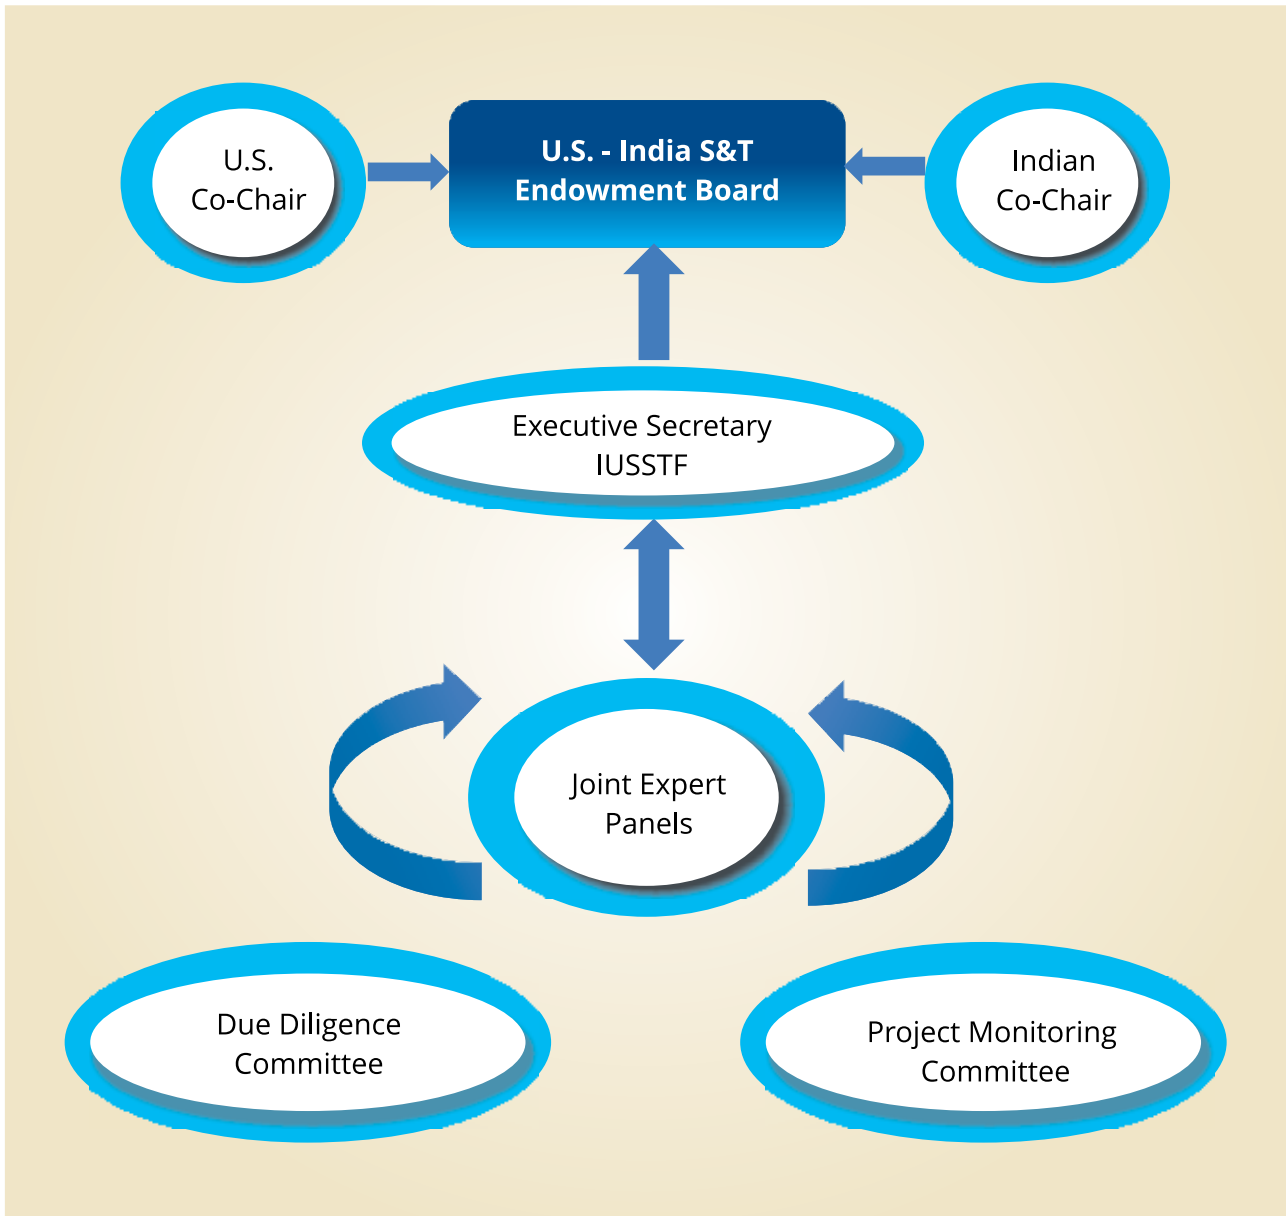 U.S.
Co-Chair
U.S. - India S&T
Endowment Board
Indian
Co-Chair
Executive Secretary
IUSSTF
Joint Expert
Panels
Due Diligence
Committee
Project Monitoring
Committee